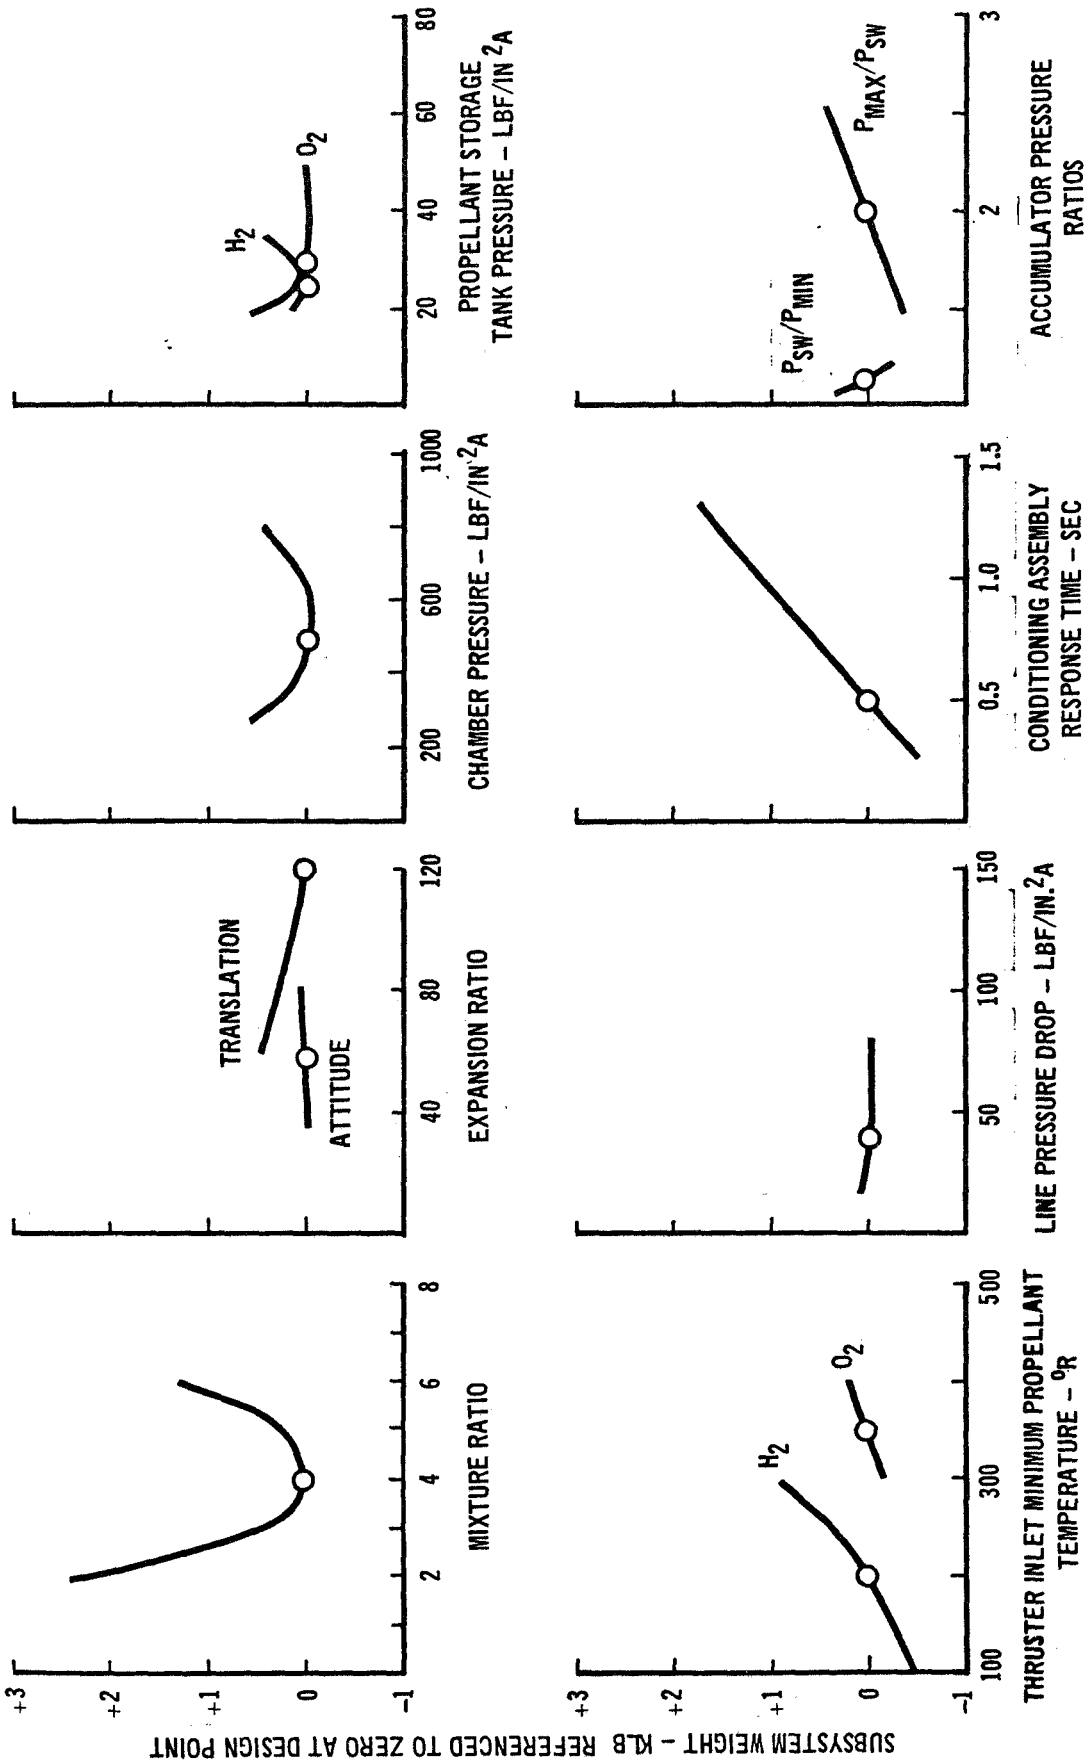 SUBSYSTEM WEIGHT – KLB REFERENCED TO ZERO AT DESIGN POINT
+3
+2
+1
0
-1
2
4
6
8
MIXTURE RATIO
TRANSLATION
ATTITUDE
40
80
120
EXPANSION RATIO
200
600
1000
CHAMBER PRESSURE – LBF/IN²A
H2
O2
20
40
60
80
PROPELLANT STORAGE
TANK PRESSURE – LBF/IN²A
+3
+2
+1
0
-1
H2
O2
100
300
500
THRUSTER INLET MINIMUM PROPELLANT
TEMPERATURE – °R
50
100
150
LINE PRESSURE DROP – LBF/IN.²A
0.5
1.0
1.5
CONDITIONING ASSEMBLY
RESPONSE TIME – SEC
PSW/PMIN
PMAX/PSW
2
3
ACCUMULATOR PRESSURE
RATIOS